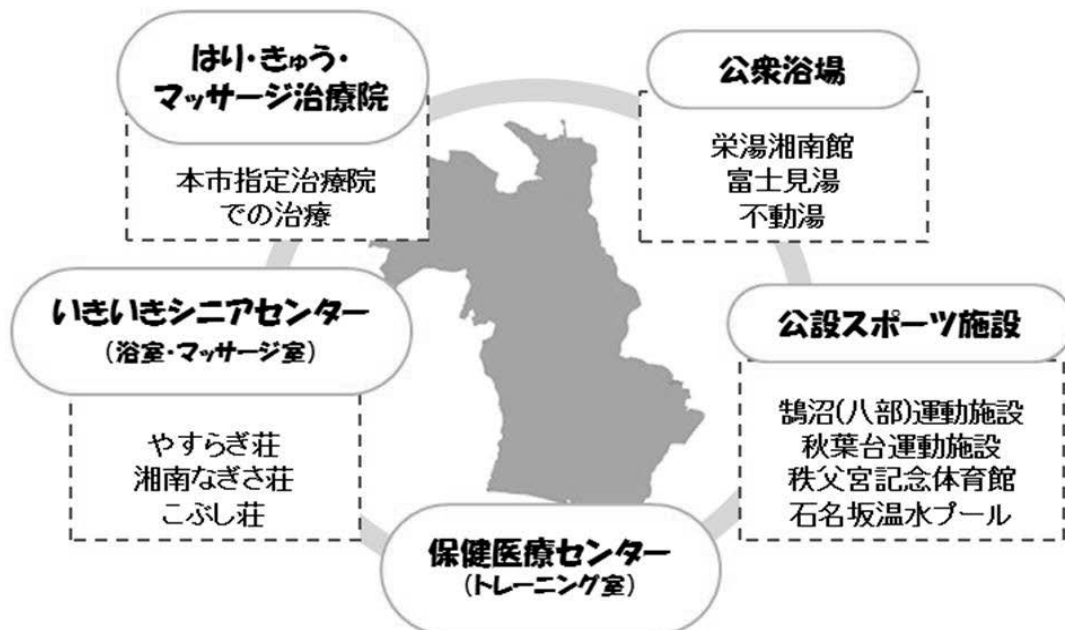 はり・きゅう・
マッサージ治療院
本市指定治療院
での治療
公衆浴場
栄湯湘南館
富士見湯
不動湯
いきいきシニアセンター
(浴室・マッサージ室)
やすらぎ荘
湘南なぎさ荘
こぶし荘
公設スポーツ施設
鵠沼(八部)運動施設
秋葉台運動施設
秩父宮記念体育館
石名坂温水プール
保健医療センター
(トレーニング室)